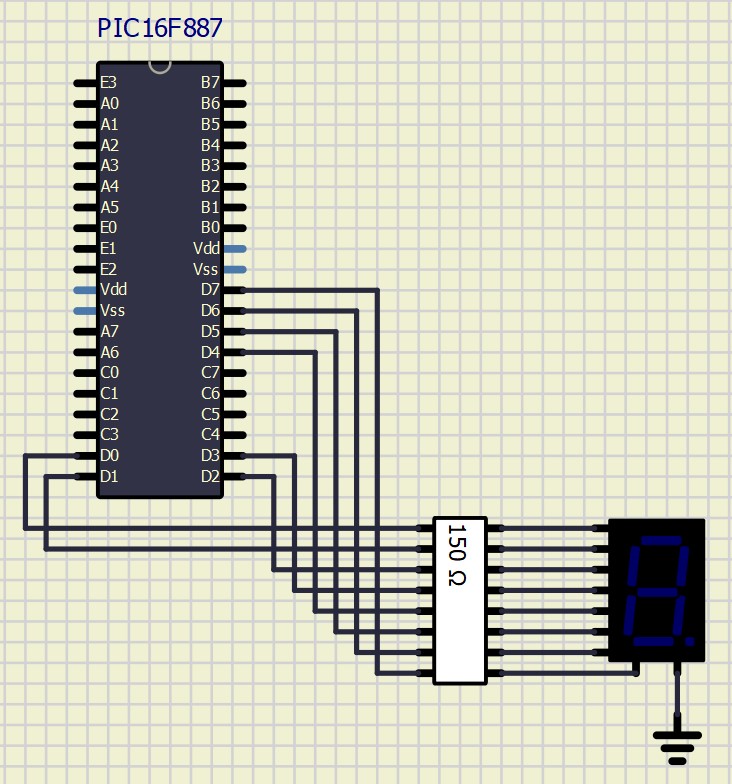 PIC16F887
E3 B7
A0 B6
A1 B5
A2 B4
A3 B3
A4 B2
A5 B1
E0 B0
E1 Vdd
E2 Vss
Vdd D7
Vss D6
A7 D5
A6 D4
C0 C7
C1 C6
C2 C5
C3 C4
D0 D3
D1 D2
150 Ω